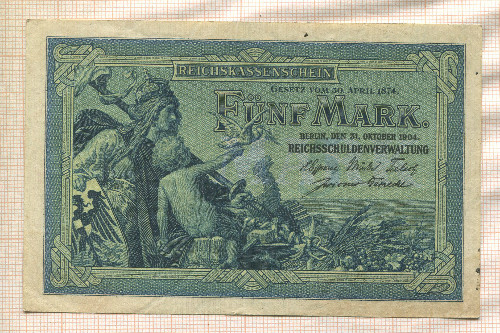 REICHSKASSENSCHEIN
GESETZ VOM 30. APRIL 1874.
FÜNF MARK.
BERLIN, DEN 31. OKTOBER 1904.
REICHSSCHULDENVERWALTUNG